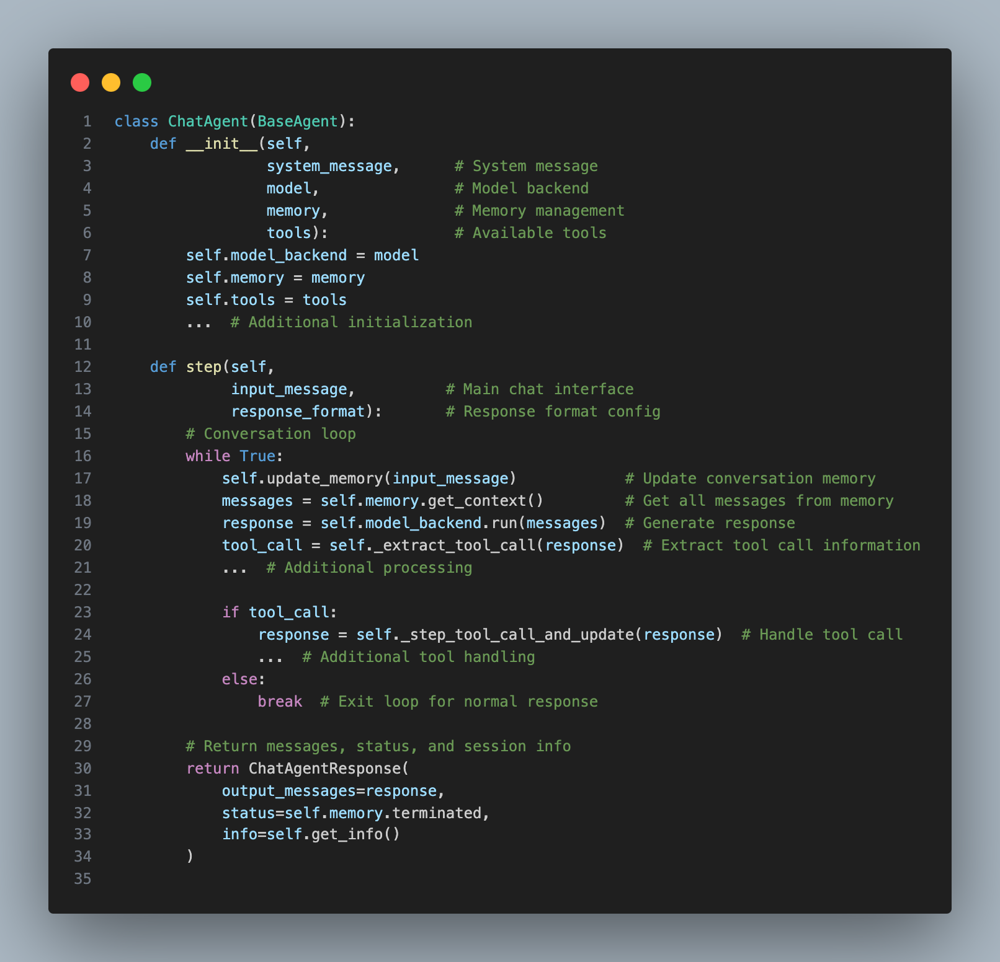 1 class ChatAgent(BaseAgent):
2     def __init__(self,
3                  system_message,      # System message
4                  model,               # Model backend
5                  memory,              # Memory management
6                  tools):              # Available tools
7         self.model_backend = model
8         self.memory = memory
9         self.tools = tools
10         ...  # Additional initialization
11
12     def step(self,
13              input_message,          # Main chat interface
14              response_format):       # Response format config
15         # Conversation loop
16         while True:
17             self.update_memory(input_message)            # Update conversation memory
18             messages = self.memory.get_context()         # Get all messages from memory
19             response = self.model_backend.run(messages)  # Generate response
20             tool_call = self._extract_tool_call(response)  # Extract tool call information
21             ...  # Additional processing
22
23             if tool_call:
24                 response = self._step_tool_call_and_update(response)  # Handle tool call
25                 ...  # Additional tool handling
26             else:
27                 break  # Exit loop for normal response
28
29         # Return messages, status, and session info
30         return ChatAgentResponse(
31             output_messages=response,
32             status=self.memory.terminated,
33             info=self.get_info()
34         )
35